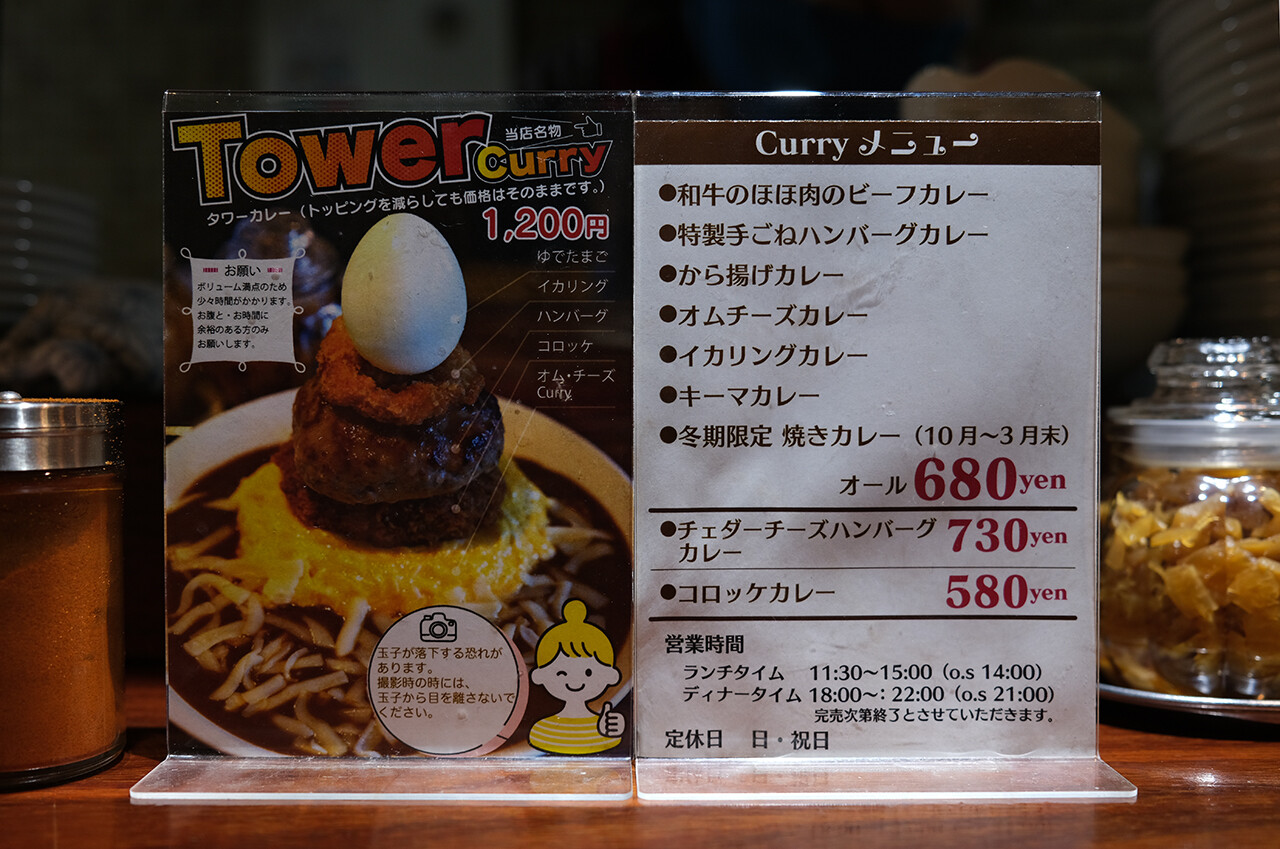 Tower
当店名物
Curry
タワーカレー（トッピングを減らしても価格はそのままです。）
1,200円
ゆでたまご
イカリング
ハンバーグ
コロッケ
オム・チーズ
Curry
お願い
ボリューム満点のため
少々時間がかかります。
お腹と・お時間に
余裕のある方のみ
お願いします。
玉子が落下する恐れが
あります。
撮影時の時には、
玉子から目を離さないで
ください。
Curry メニュー
●和牛のほほ肉のビーフカレー
●特製手ごねハンバーグカレー
●から揚げカレー
●オムチーズカレー
●イカリングカレー
●キーマカレー
●冬期限定 焼きカレー（10月～3月末）
オール 680yen
●チェダーチーズハンバーグ 730yen
カレー
●コロッケカレー 580yen
営業時間
ランチタイム 11:30～15:00（o.s 14:00）
ディナータイム 18:00～: 22:00（o.s 21:00）
完売次第終了とさせていただきます。
定休日 日・祝日